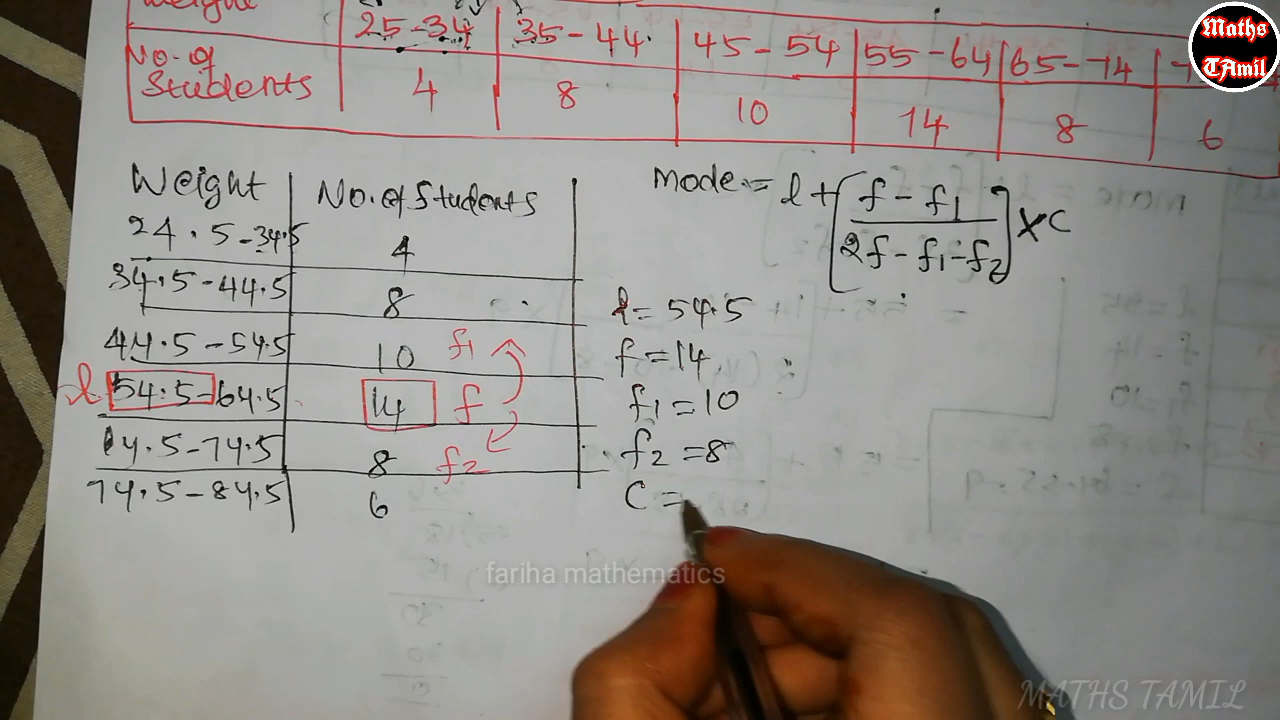 Weight 25-34 35-44 45-54 55-64 65-74
No. of Students 4 8 10 14 8 6
Maths TAmil
Weight No. of Students
24.5-34.5 4
34.5-44.5 8
44.5-54.5 10 f1
l 54.5-64.5 14 f
64.5-74.5 8 f2
74.5-84.5 6
mode = l + [f - f1 / 2f - f1 - f2] × C
l = 54.5
f = 14
f1 = 10
f2 = 8
C =
fariha mathematics
MATHS TAMIL